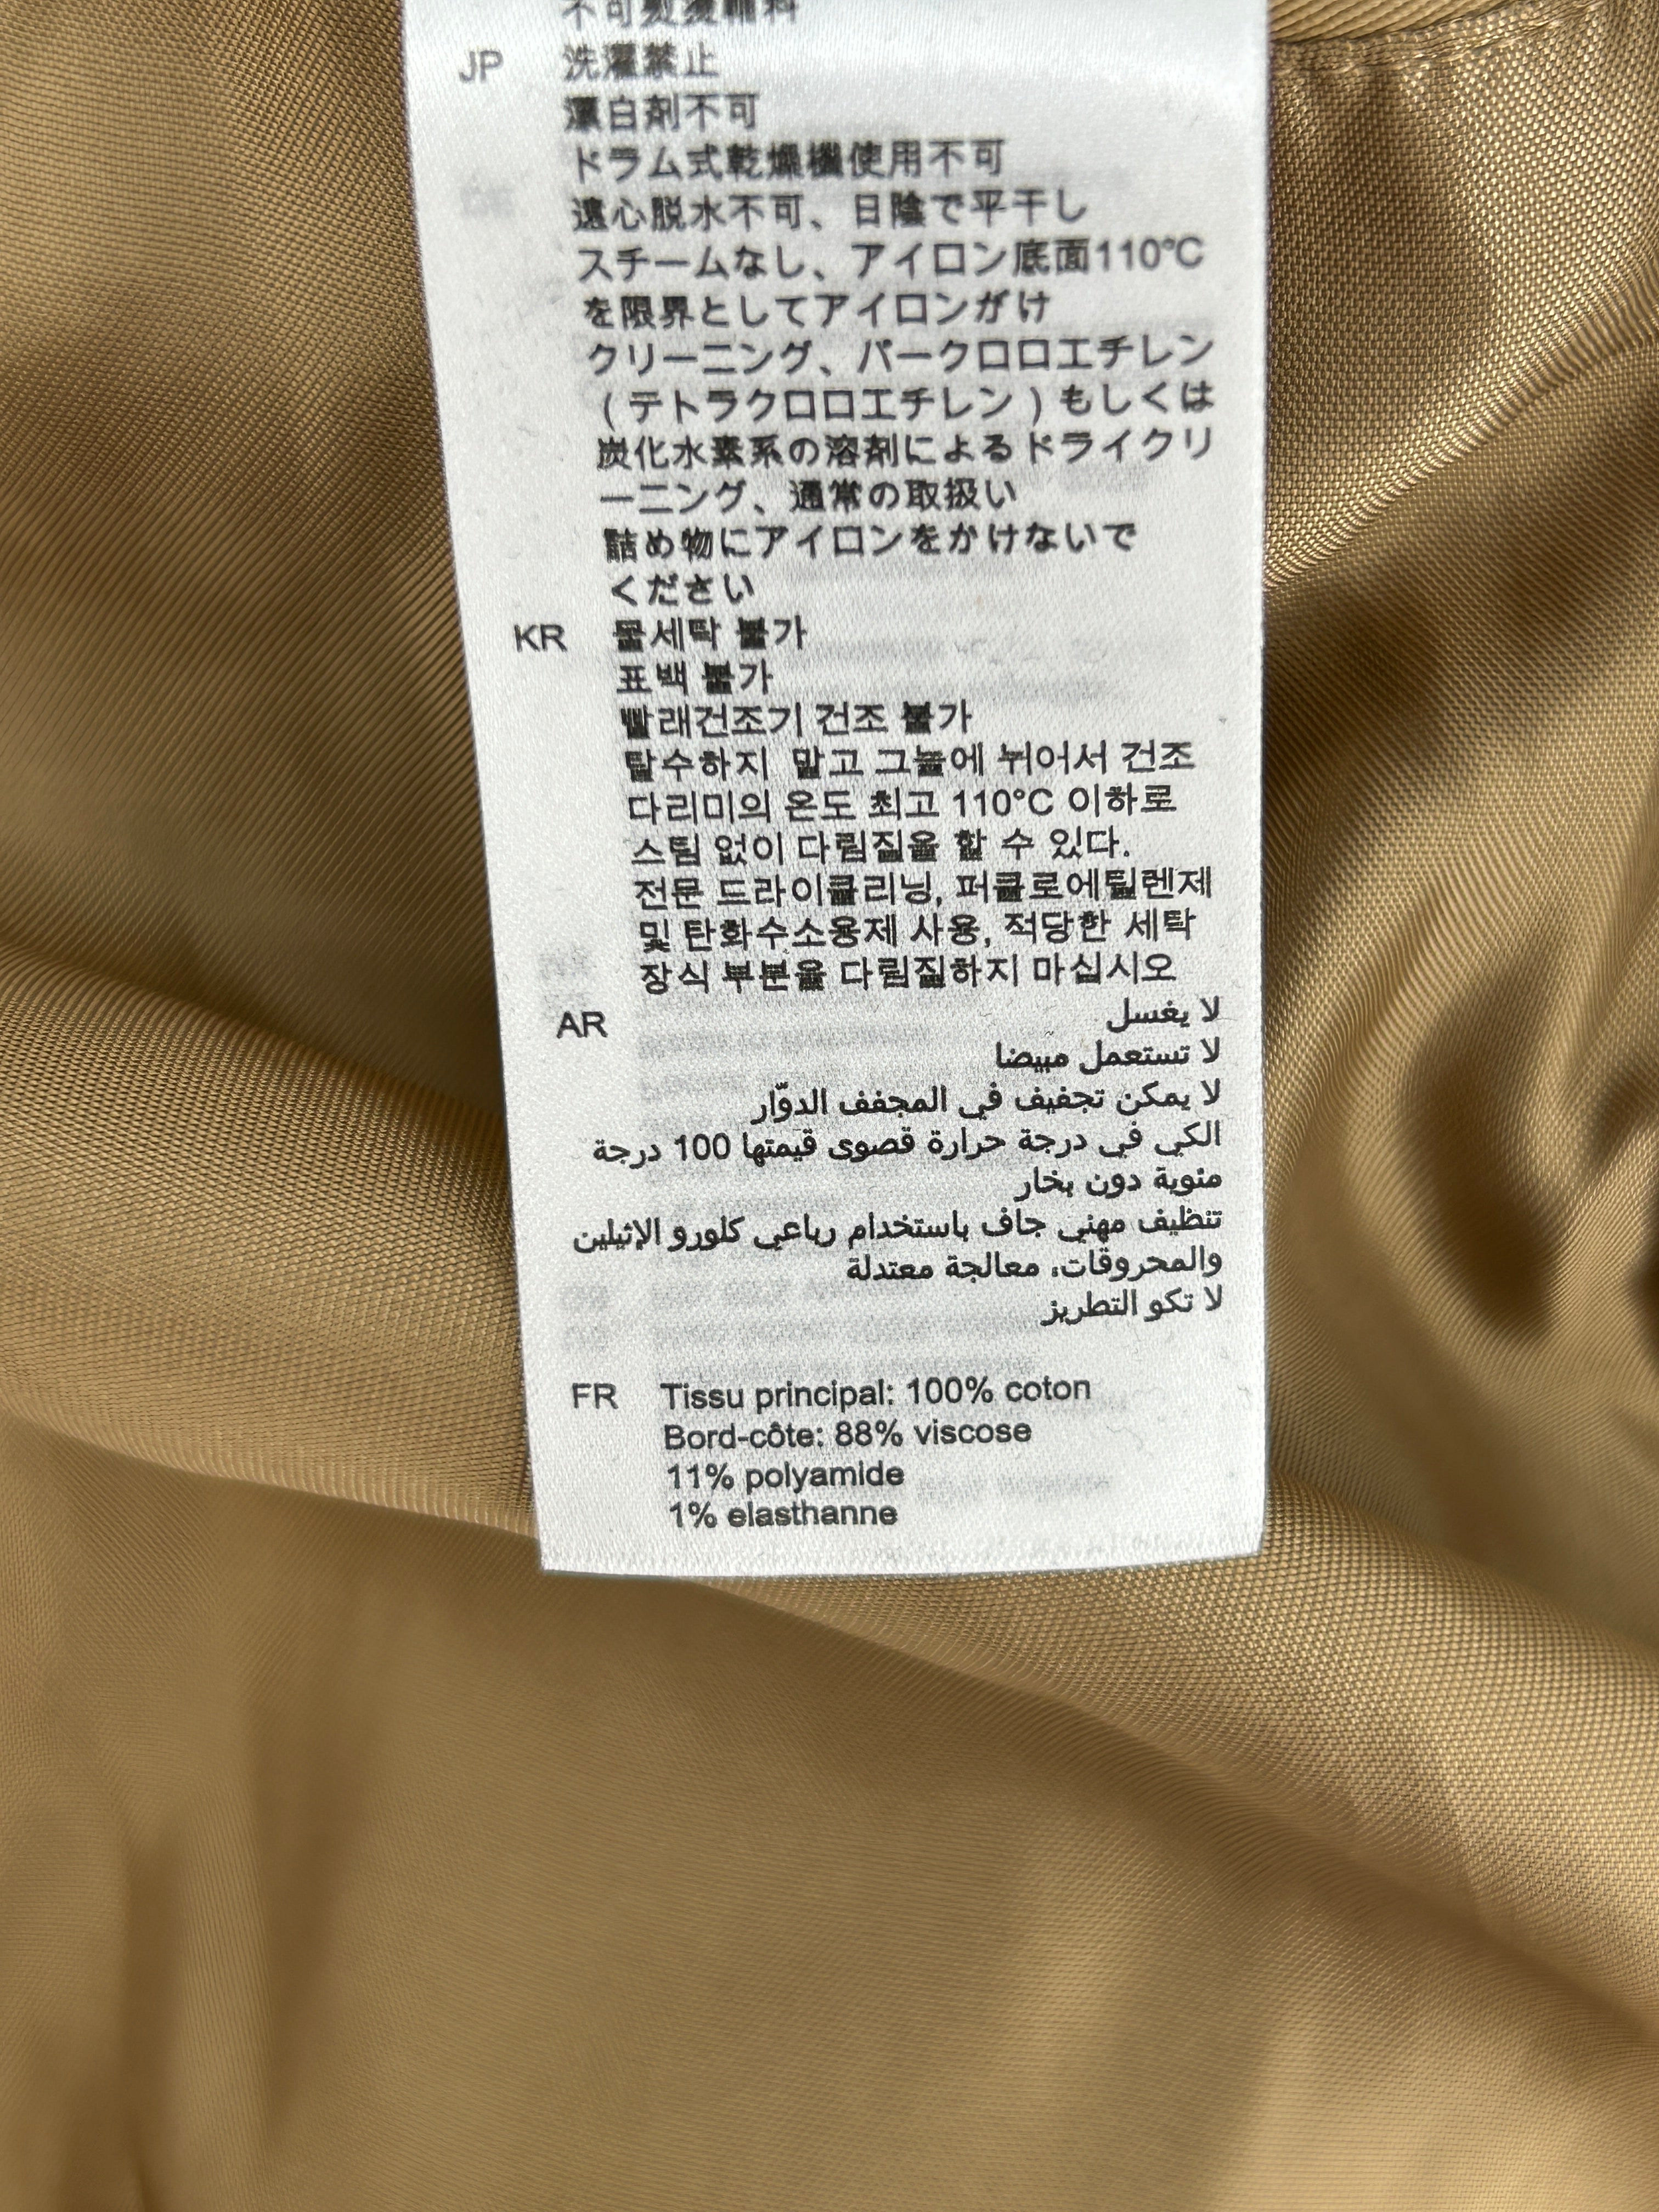 JP 洗濯禁止
漂白剤不可
ドラム式乾燥機使用不可
遠心脱水不可、日陰で平干し
スチームなし、アイロン底面110℃
を限界としてアイロンがけ
クリーニング、パークロロエチレン
(テトラクロロエチレン)もしくは
炭化水素系の溶剤によるドライクリ
ーニング、通常の取扱い
詰め物にアイロンをかけないで
ください
KR 물세탁 불가
표백 불가
빨래건조기 건조 불가
탈수하지 말고 그늘에 뉘어서 건조
다리미의 온도 최고 110°C 이하로
스팀 없이 다림질을 할 수 있다.
전문 드라이클리닝, 퍼클로에틸렌제
및 탄화수소용제 사용, 적당한 세탁
장식 부분을 다림질하지 마십시오
AR لا يغسل
لا تستعمل مبيضا
لا يمكن تجفيف في المجفف الدوّار
الكي في درجة حرارة قصوى قيمتها 100 درجة
مئوية دون بخار
تنظيف مهني جاف باستخدام رباعي كلورو الإثيلين
والمحروقات، معالجة معتدلة
لا تكو التطريز
FR Tissu principal: 100% coton
Bord-côte: 88% viscose
11% polyamide
1% elasthanne